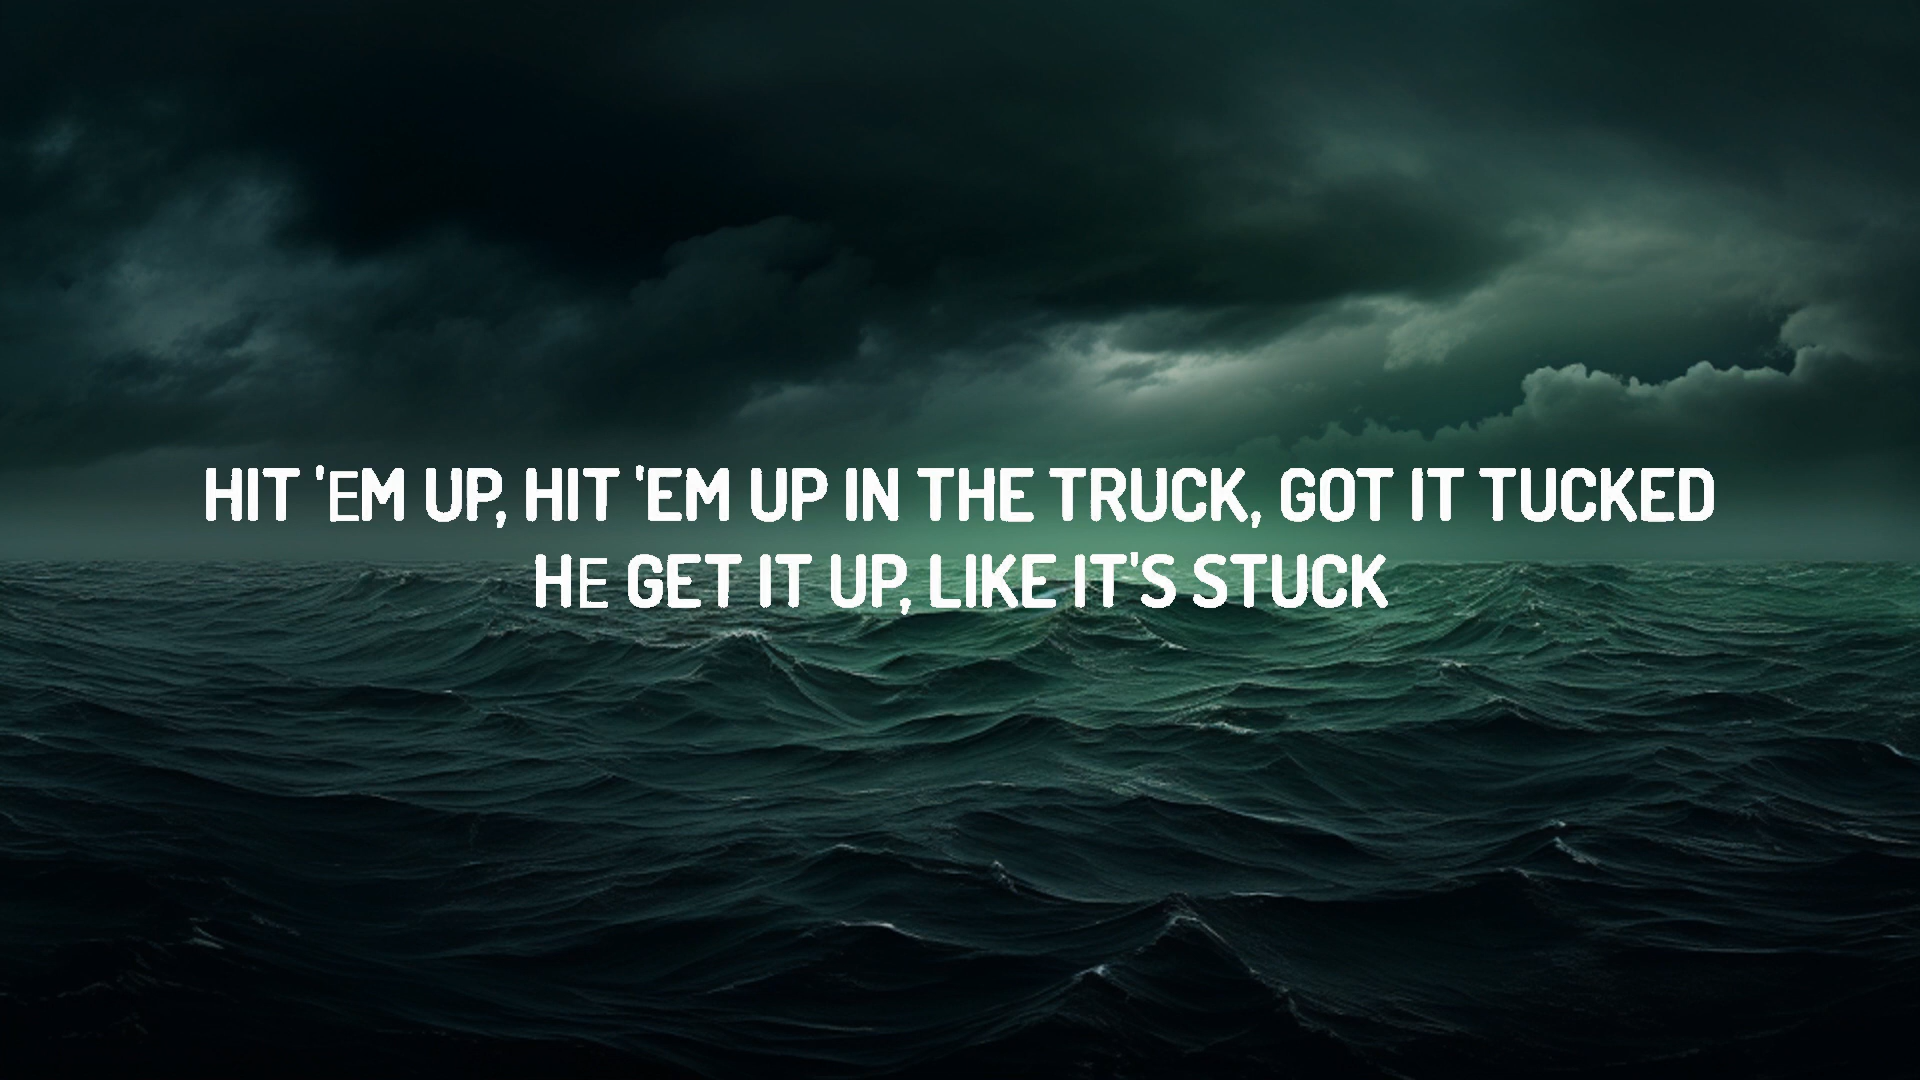 HIT 'EM UP, HIT 'EM UP IN THE TRUCK, GOT IT TUCKED
HE GET IT UP, LIKE IT'S STUCK